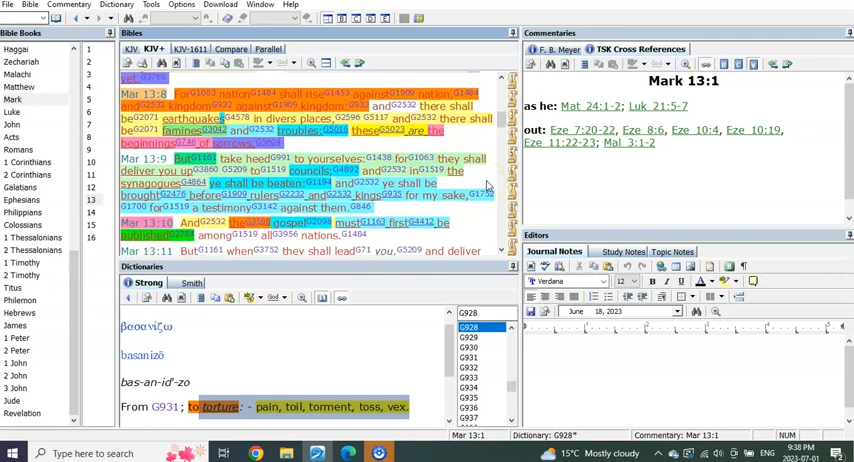 File Bible Commentary Dictionary Tools Options Download Window Help
Bible Books
Haggai
Zechariah
Malachi
Matthew
Mark
Luke
John
Acts
Romans
1 Corinthians
2 Corinthians
Galatians
Ephesians
Philippians
Colossians
1 Thessalonians
2 Thessalonians
1 Timothy
2 Timothy
Titus
Philemon
Hebrews
James
1 Peter
2 Peter
1 John
2 John
3 John
Jude
Revelation
1
2
3
4
5
6
7
8
9
10
11
12
13
14
15
16
Bibles
KJV KJV+ KJV-1611 Compare Parallel
yet. G3768
Mar 13:8 For G1063 nation G1484 shall rise G1453 against G1909 nation, G1484
and G2532 kingdom G932 against G1909 kingdom: G932 and G2532 there shall
be G2071 earthquakes G4578 in divers places, G2596 G5117 and G2532 there shall
be G2071 famines G3042 and G2532 troubles: G5016 these G5023 are the
beginnings G746 of sorrows. G5604
Mar 13:9 But G1161 take heed G991 to yourselves: G1438 for G1063 they shall
deliver you up G3860 G5209 to G1519 councils; G4892 and G2532 in G1519 the
synagogues G4864 ye shall be beaten: G1194 and G2532 ye shall be
brought G2476 before G1909 rulers G2232 and G2532 kings G935 for my sake, G1752
for G1519 a testimony G3142 against them. G846
Mar 13:10 And G2532 the G3588 gospel G2098 must G1163 first G4412 be
published G2784 among G1519 all G3956 nations. G1484
Mar 13:11 But G1161 when G3752 they shall lead G71 you, G5209 and deliver
Dictionaries
Strong Smith
βασανίζω
basanizō
bas-an-id'-zo
From G931; to torture: - pain, toil, torment, toss, vex.
G928
G928
G929
G930
G931
G932
G933
G934
G935
G936
G937
Commentaries
F. B. Meyer TSK Cross References
Mark 13:1
as he: Mat 24:1-2; Luk 21:5-7
out: Eze 7:20-22, Eze 8:6, Eze 10:4, Eze 10:19,
Eze 11:22-23; Mal 3:1-2
Editors
Journal Notes Study Notes Topic Notes
Verdana 12 B I U A
June 18, 2023
Mar 13:1 Dictionary: G928* Commentary: Mar 13:1 NUM
Type here to search
15°C Mostly cloudy
ENG
9:38 PM
2023-07-01
2